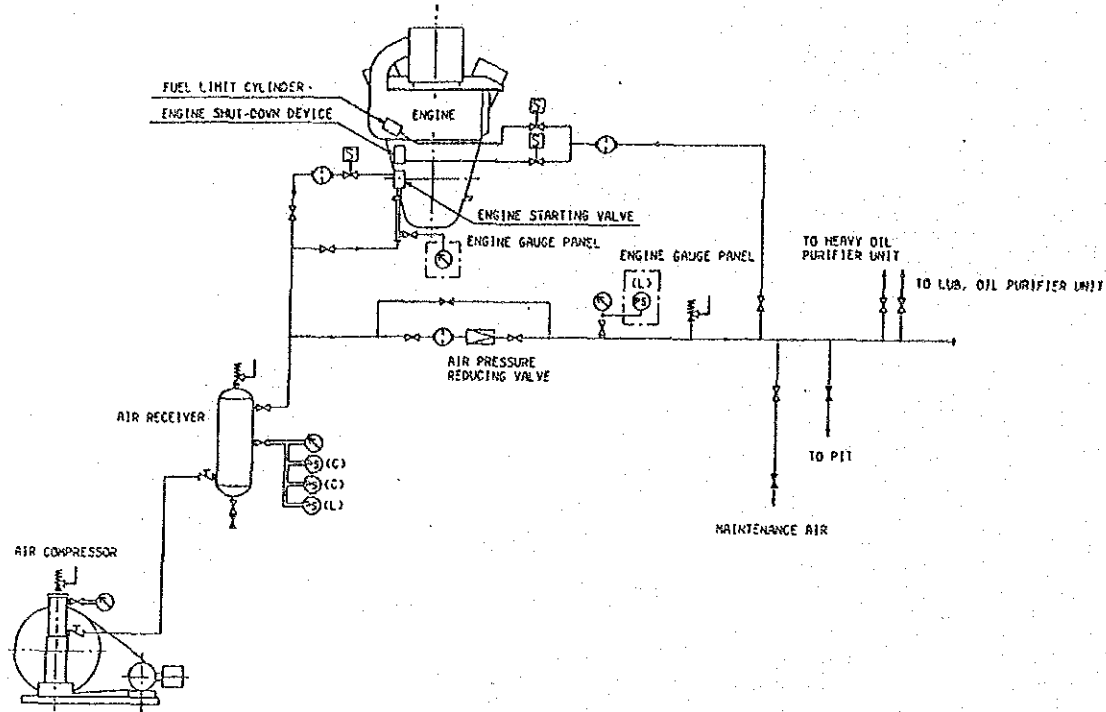 FUEL LIMIT CYLINDER
ENGINE SHUT-DOWN DEVICE
ENGINE
S
S
S
ENGINE STARTING VALVE
ENGINE GAUGE PANEL
ENGINE GAUGE PANEL
(L)
PS
TO HEAVY OIL
PURIFIER UNIT
TO LUB. OIL PURIFIER UNIT
AIR PRESSURE
REDUCING VALVE
AIR RECEIVER
PS (C)
PS (C)
PS (L)
TO PIT
MAINTENANCE AIR
AIR COMPRESSOR